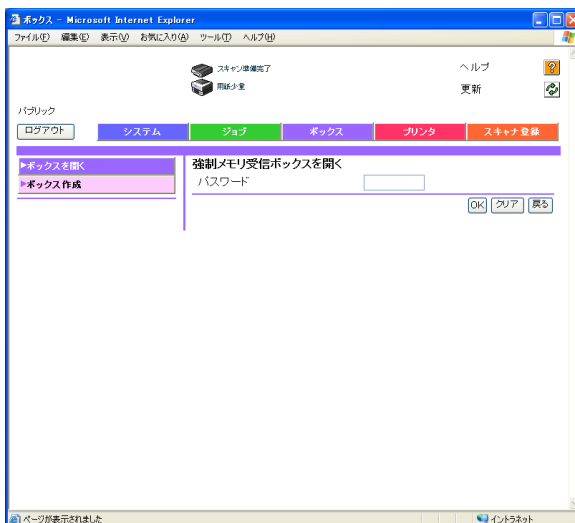 ボックス - Microsoft Internet Explorer
ファイル(F) 編集(E) 表示(V) お気に入り(A) ツール(T) ヘルプ(H)
スキャン準備完了 ヘルプ ?
用紙少量 更新
パブリック
ログアウト システム ジョブ ボックス プリンタ スキャナ登録
ボックスを開く 強制メモリ受信ボックスを開く
ボックス作成 パスワード
OK クリア 戻る
ページが表示されました イントラネット